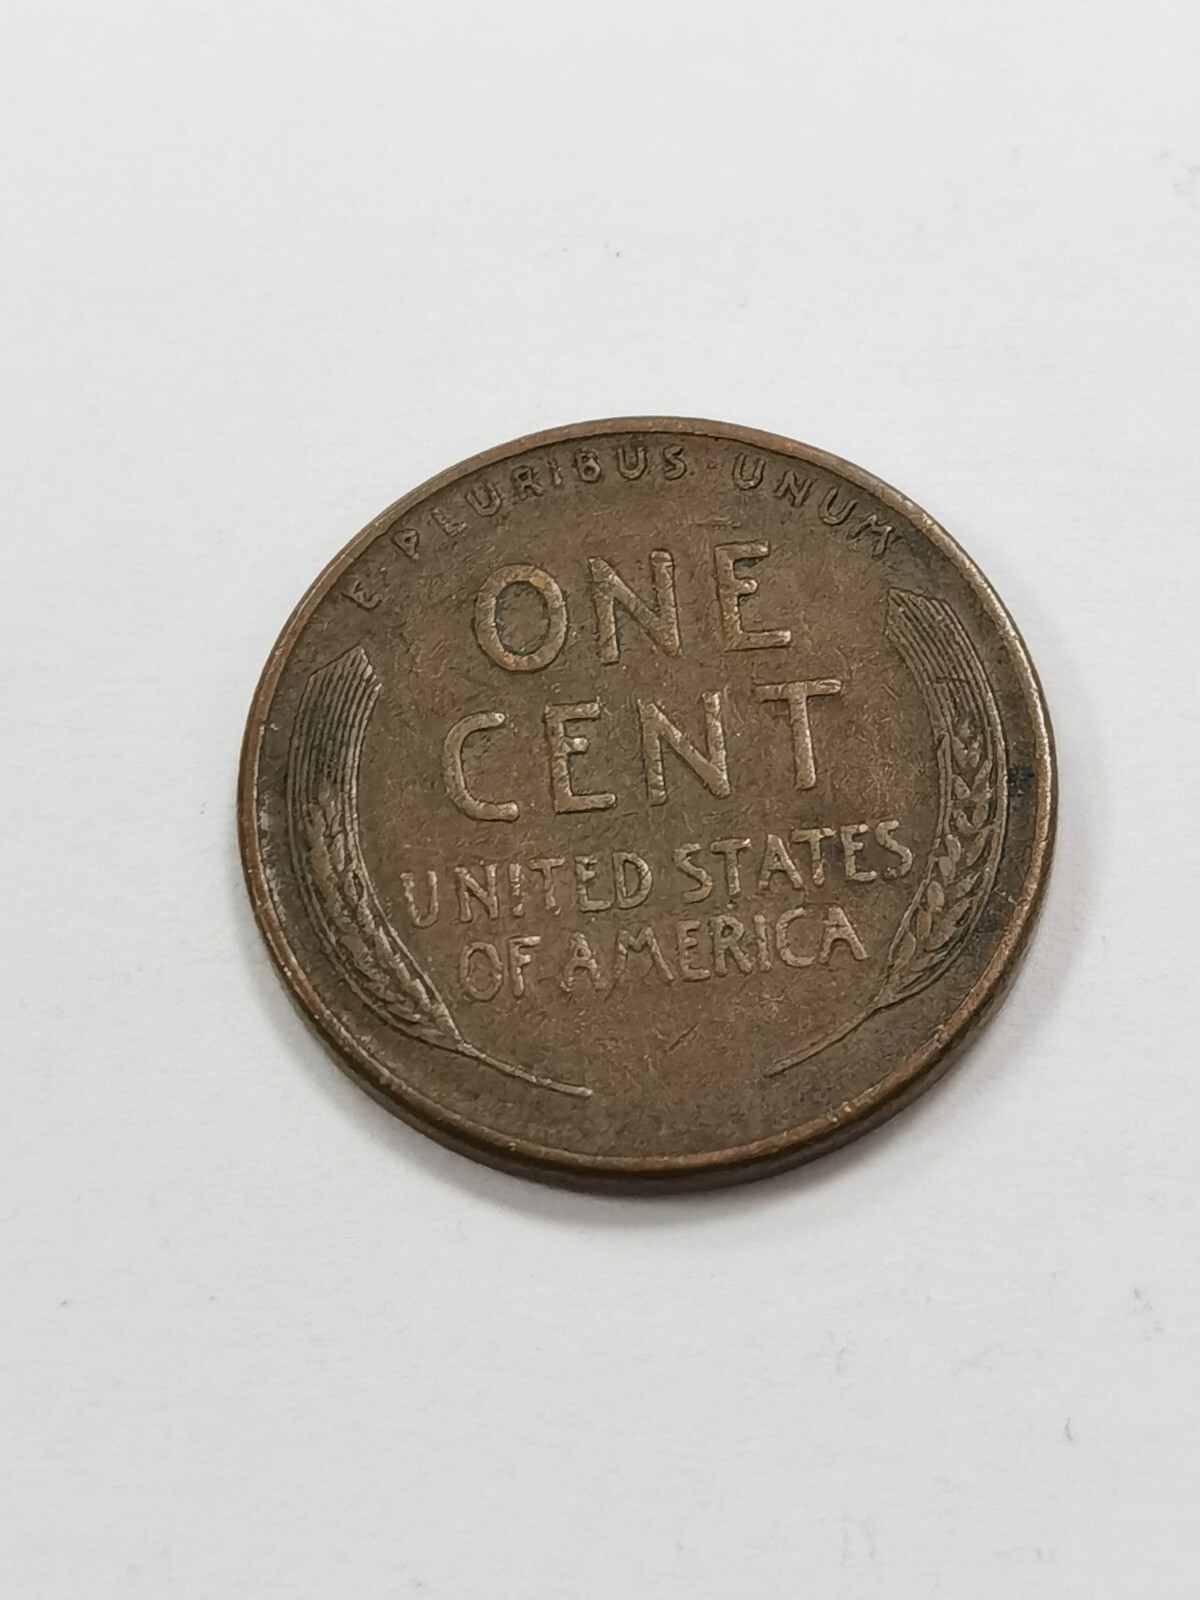 E·PLURIBUS·UNUM
ONE
CENT
UNITED STATES
OF AMERICA